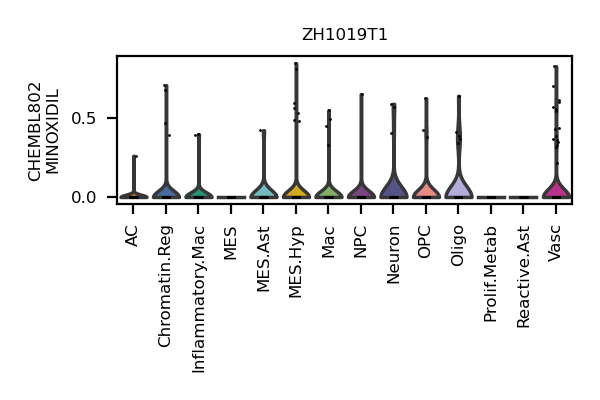 ZH1019T1
CHEMBL802
MINOXIDIL
0.5
0.0
AC
Chromatin.Reg
Inflammatory.Mac
MES
MES.Ast
MES.Hyp
Mac
NPC
Neuron
OPC
Oligo
Prolif.Metab
Reactive.Ast
Vasc